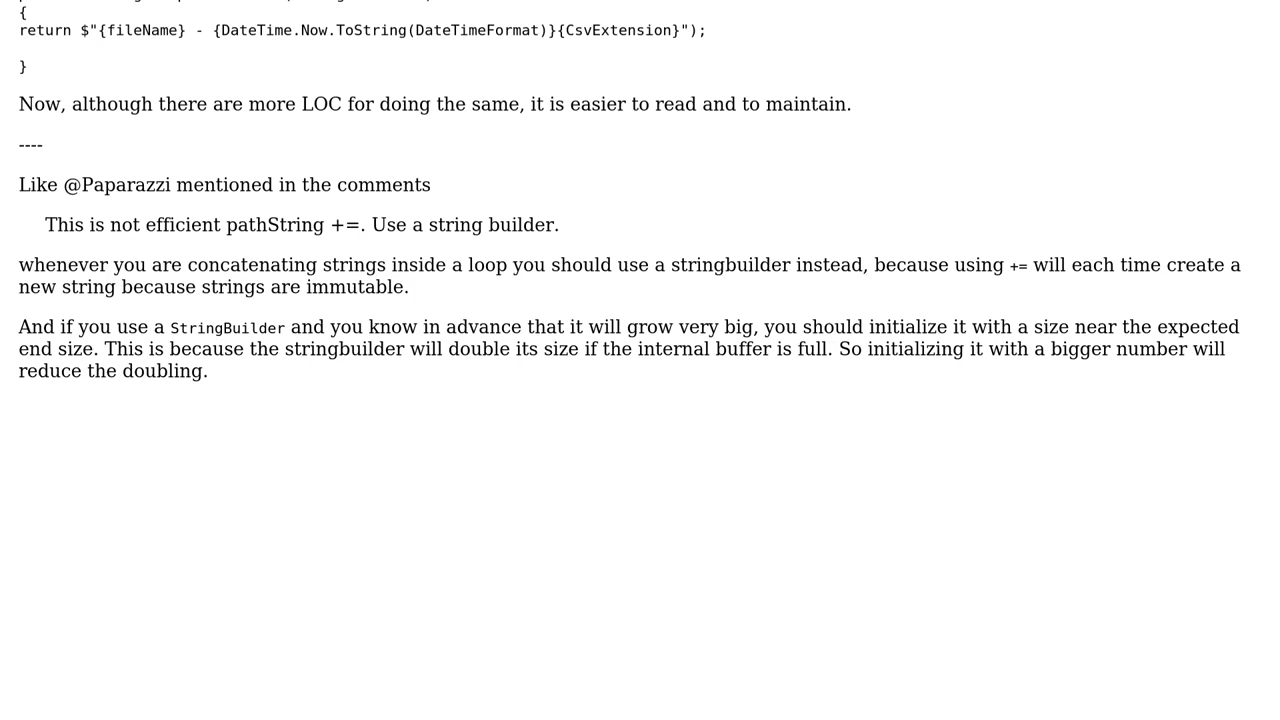 {
return $"{fileName} - {DateTime.Now.ToString(DateTimeFormat)}{CsvExtension}");
}
Now, although there are more LOC for doing the same, it is easier to read and to maintain.
----
Like @Paparazzi mentioned in the comments
This is not efficient pathString +=. Use a string builder.
whenever you are concatenating strings inside a loop you should use a stringbuilder instead, because using += will each time create a
new string because strings are immutable.
And if you use a StringBuilder and you know in advance that it will grow very big, you should initialize it with a size near the expected
end size. This is because the stringbuilder will double its size if the internal buffer is full. So initializing it with a bigger number will
reduce the doubling.